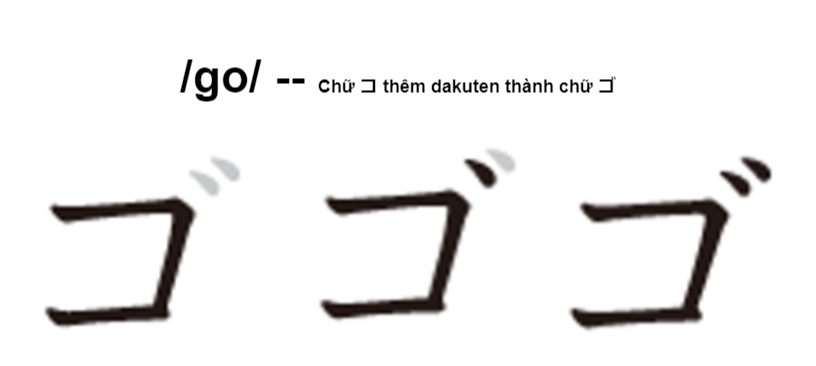 /go/ -- Chữ コ thêm dakuten thành chữ ゴ
ゴ ゴ ゴ